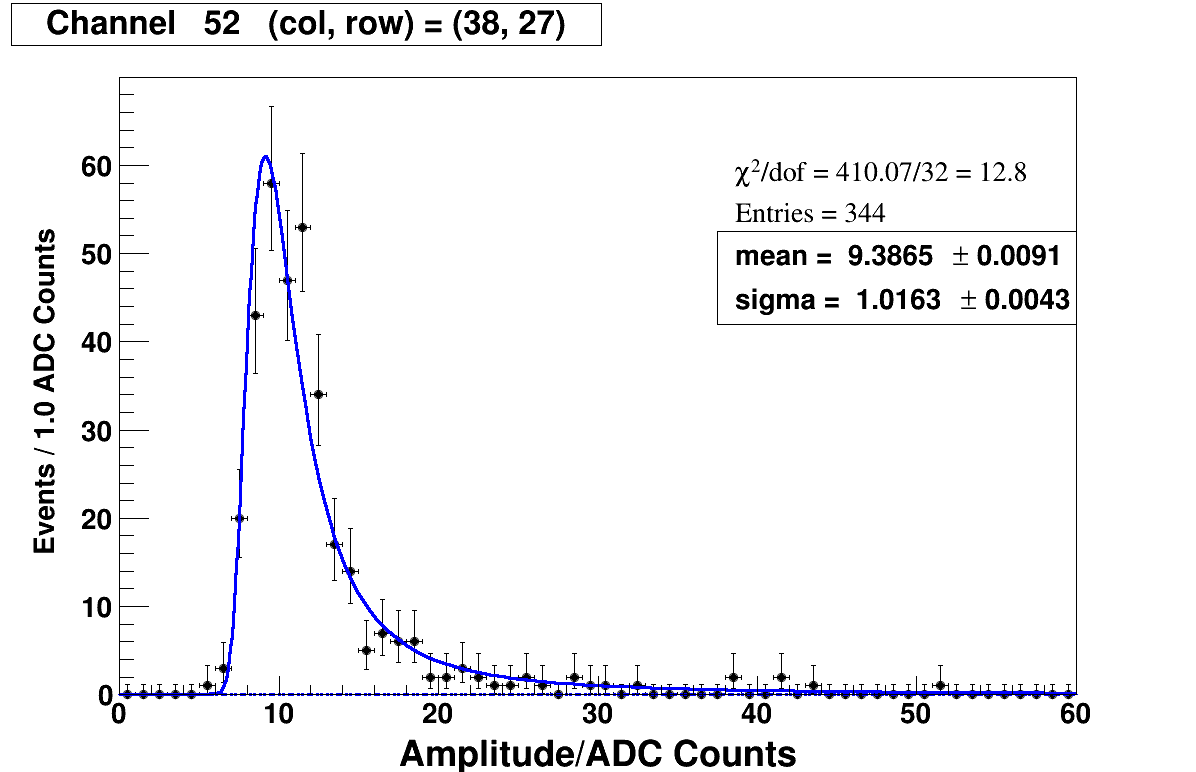 Channel 52 (col, row) = (38, 27)
χ²/dof = 410.07/32 = 12.8
Entries = 344
mean = 9.3865 ± 0.0091
sigma = 1.0163 ± 0.0043
Events / 1.0 ADC Counts
60
50
40
30
20
10
0
0 10 20 30 40 50 60
Amplitude/ADC Counts